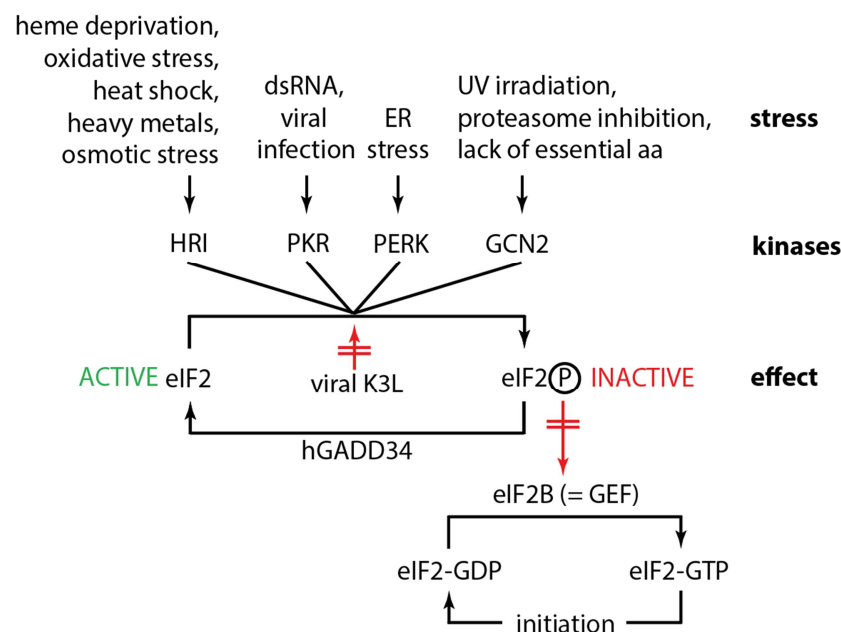 heme deprivation,
oxidative stress,
heat shock,
heavy metals,
osmotic stress
dsRNA,
viral
infection
ER
stress
UV irradiation,
proteasome inhibition,
lack of essential aa
stress
HRI
PKR
PERK
GCN2
kinases
ACTIVE eIF2
viral K3L
eIF2 P INACTIVE
effect
hGADD34
eIF2B (= GEF)
eIF2-GDP
eIF2-GTP
initiation